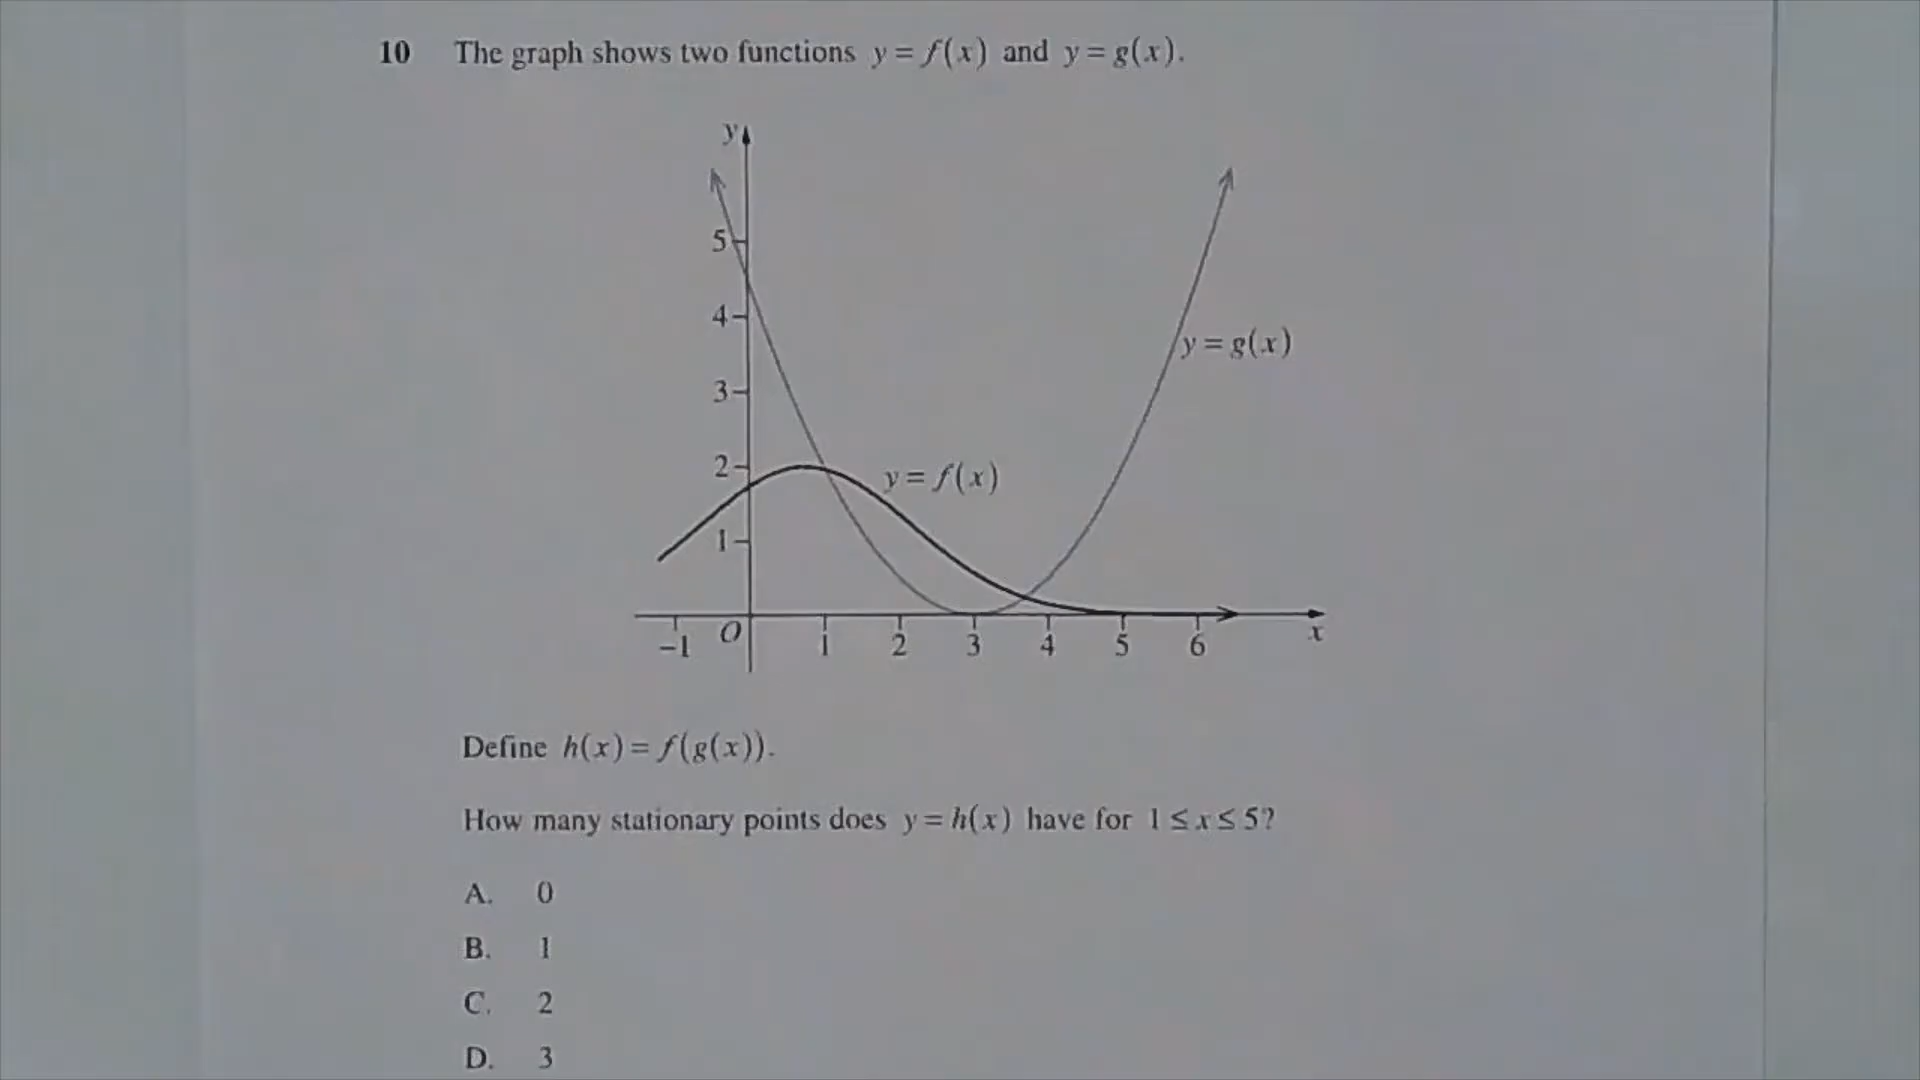 10 The graph shows two functions y = f(x) and y = g(x).
y
5
4
y = g(x)
3
2
y = f(x)
1
O
-1 1 2 3 4 5 6 x
Define h(x) = f(g(x)).
How many stationary points does y = h(x) have for 1 ≤ x ≤ 5?
A. 0
B. 1
C. 2
D. 3